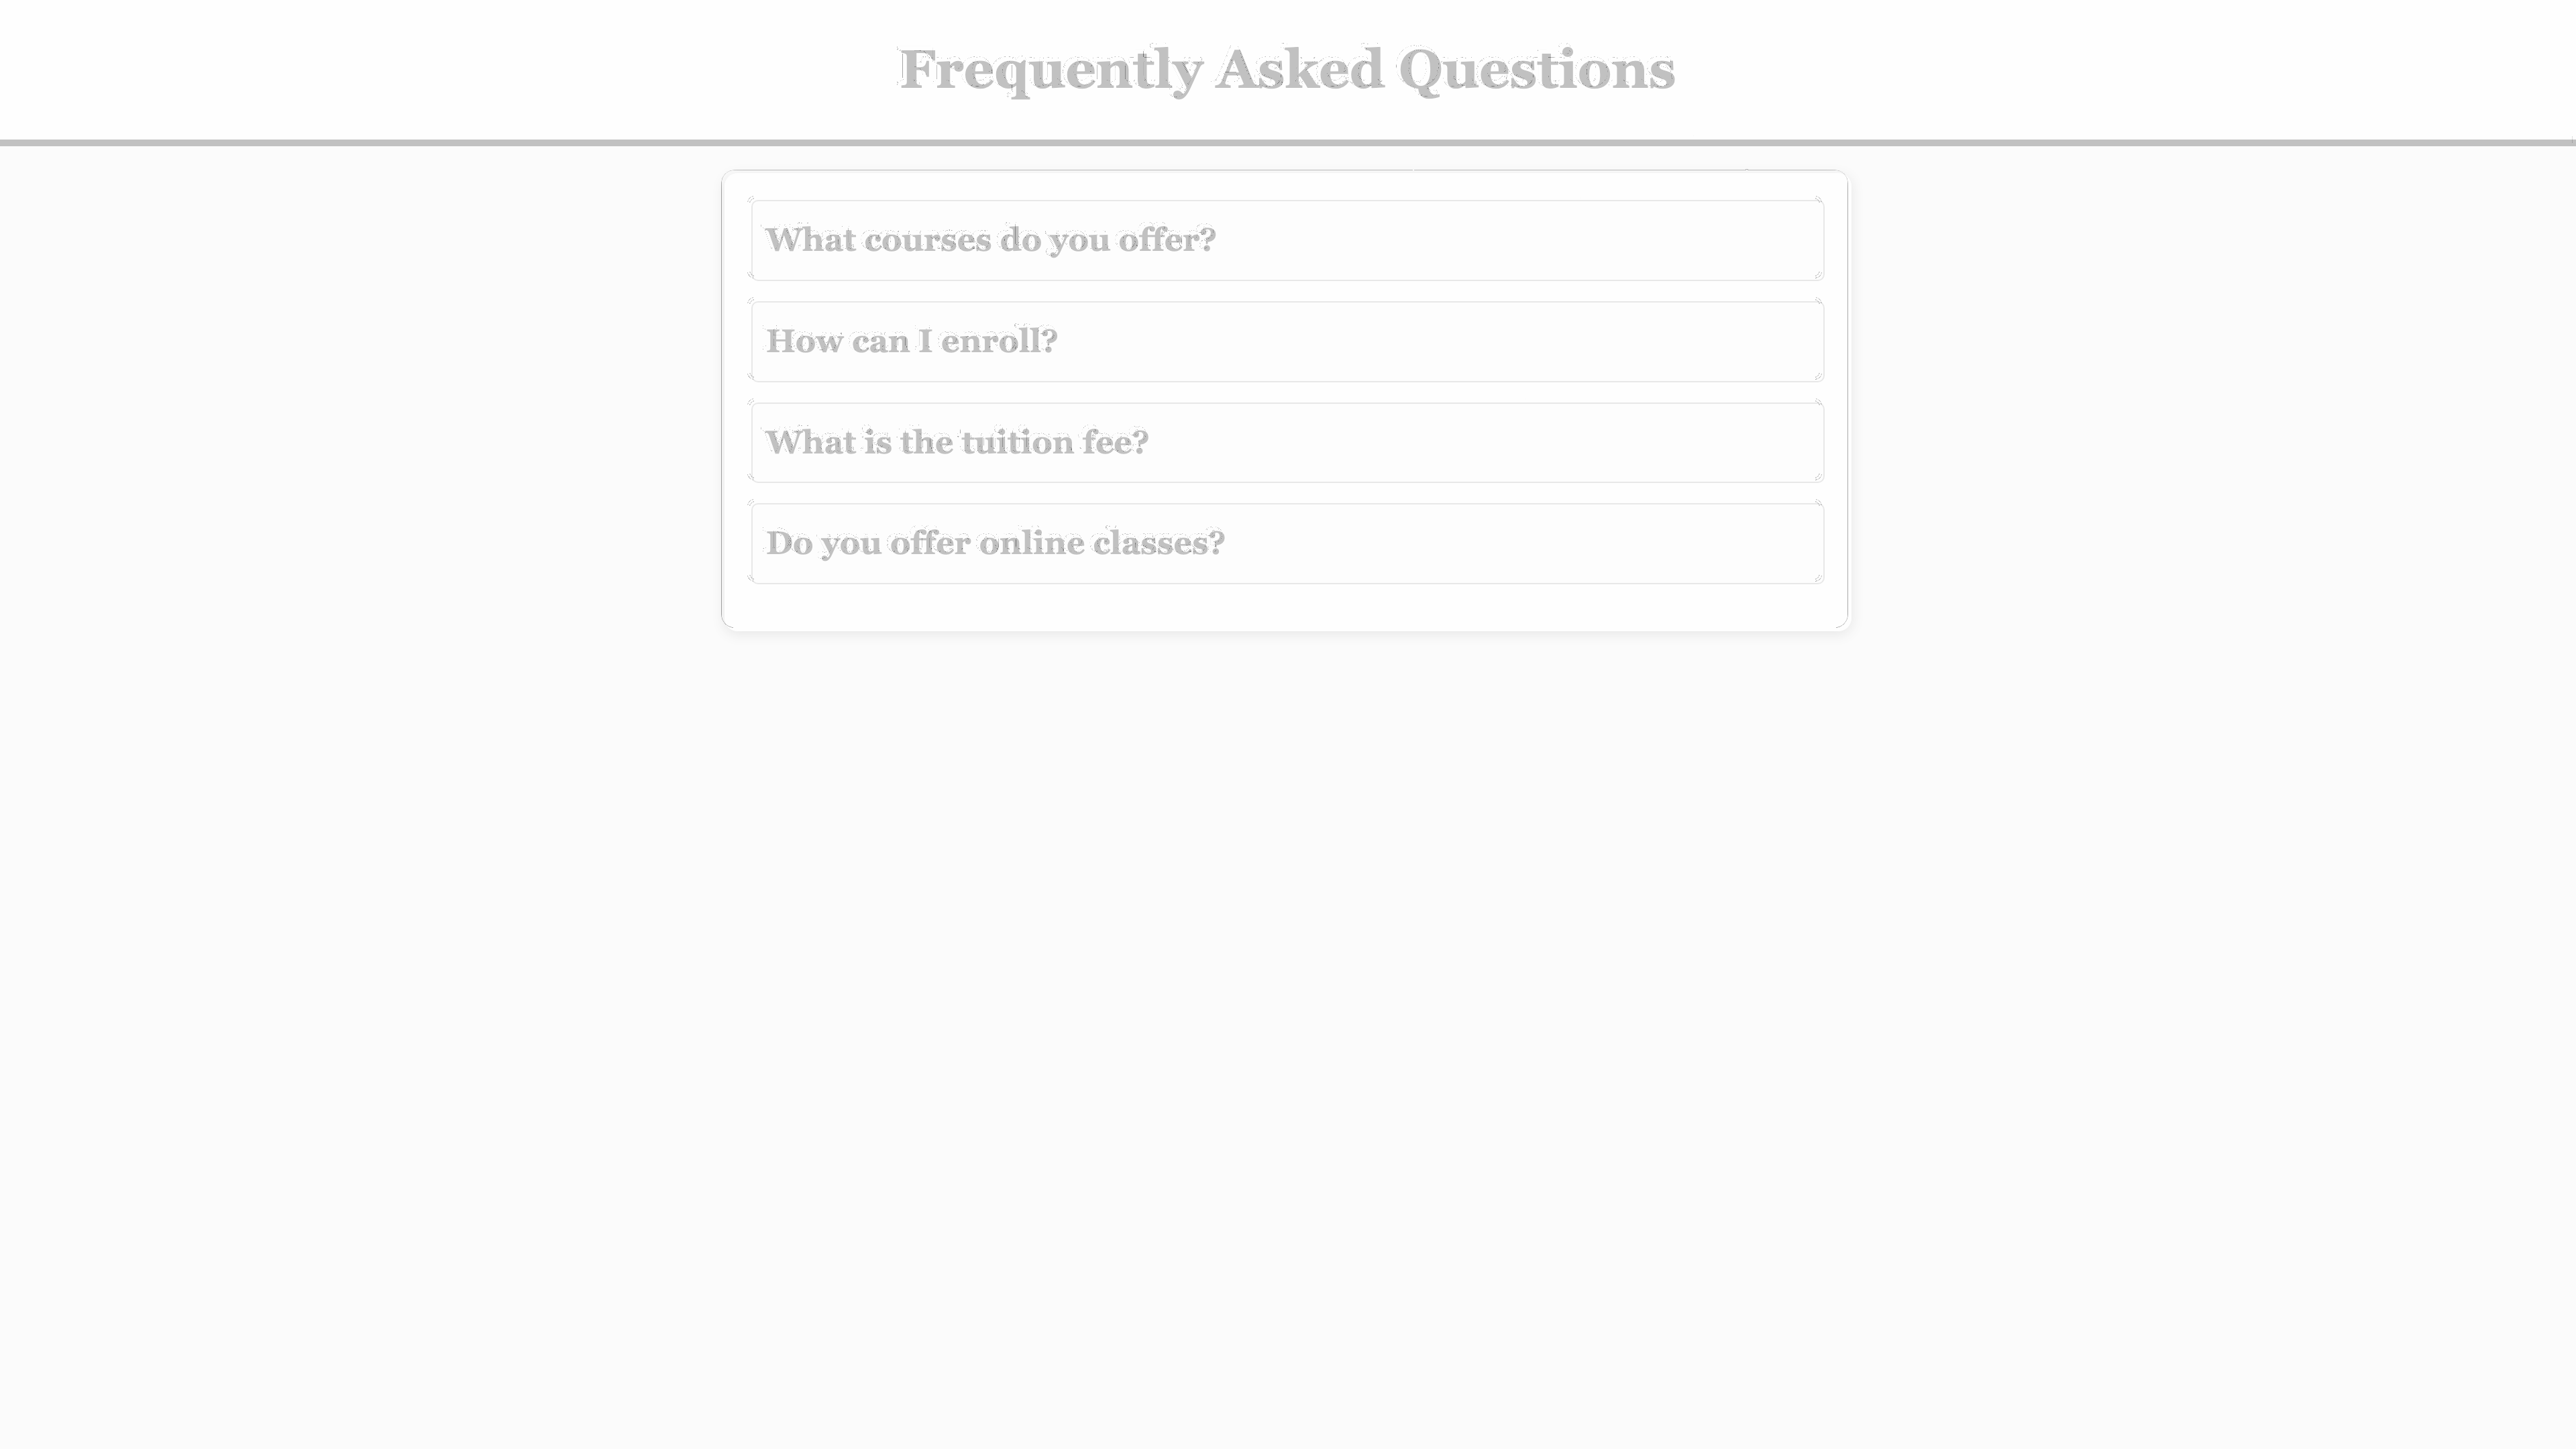 Frequently Asked Questions
What courses do you offer?
How can I enroll?
What is the tuition fee?
Do you offer online classes?